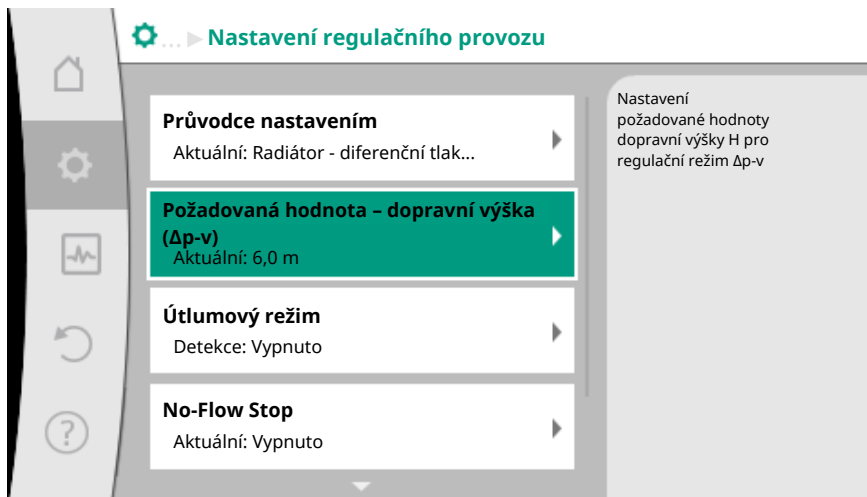 ... ▶ Nastavení regulačního provozu
Průvodce nastavením
Aktuální: Radiátor - diferenční tlak...
Požadovaná hodnota – dopravní výška
(Δp-v)
Aktuální: 6,0 m
Útlumový režim
Detekce: Vypnuto
No-Flow Stop
Aktuální: Vypnuto
Nastavení
požadované hodnoty
dopravní výšky H pro
regulační režim Δp-v
?